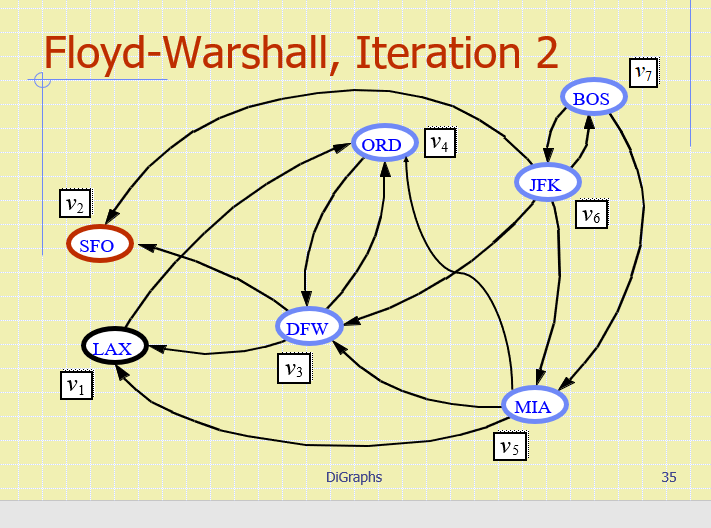 Floyd-Warshall, Iteration 2
BOS
v7
ORD
v4
JFK
v2
v6
SFO
DFW
LAX
v3
v1
MIA
v5
DiGraphs
35